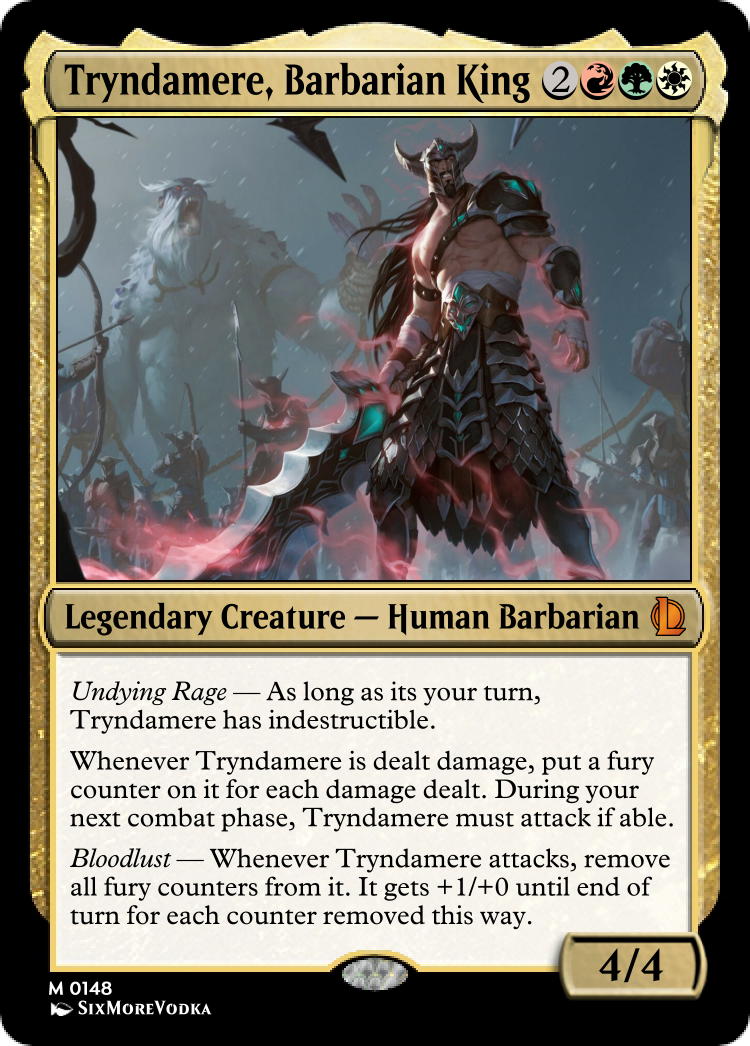 Tryndamere, Barbarian King 2
Legendary Creature — Human Barbarian
Undying Rage — As long as its your turn,
Tryndamere has indestructible.
Whenever Tryndamere is dealt damage, put a fury
counter on it for each damage dealt. During your
next combat phase, Tryndamere must attack if able.
Bloodlust — Whenever Tryndamere attacks, remove
all fury counters from it. It gets +1/+0 until end of
turn for each counter removed this way.
4/4
M 0148
SixMoreVodka